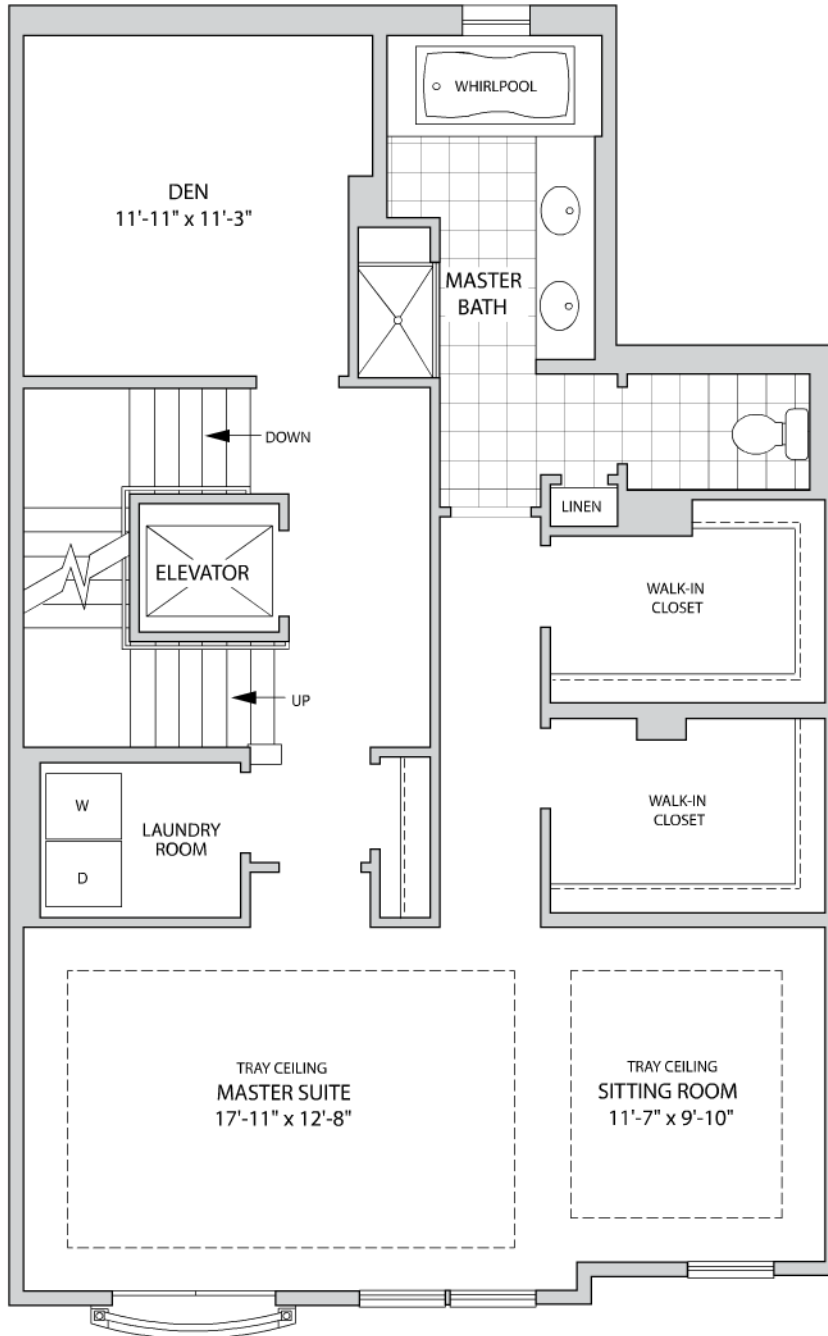 WHIRLPOOL
DEN
11'-11" x 11'-3"
MASTER
BATH
DOWN
LINEN
ELEVATOR
WALK-IN
CLOSET
UP
W
D
LAUNDRY
ROOM
WALK-IN
CLOSET
TRAY CEILING
MASTER SUITE
17'-11" x 12'-8"
TRAY CEILING
SITTING ROOM
11'-7" x 9'-10"